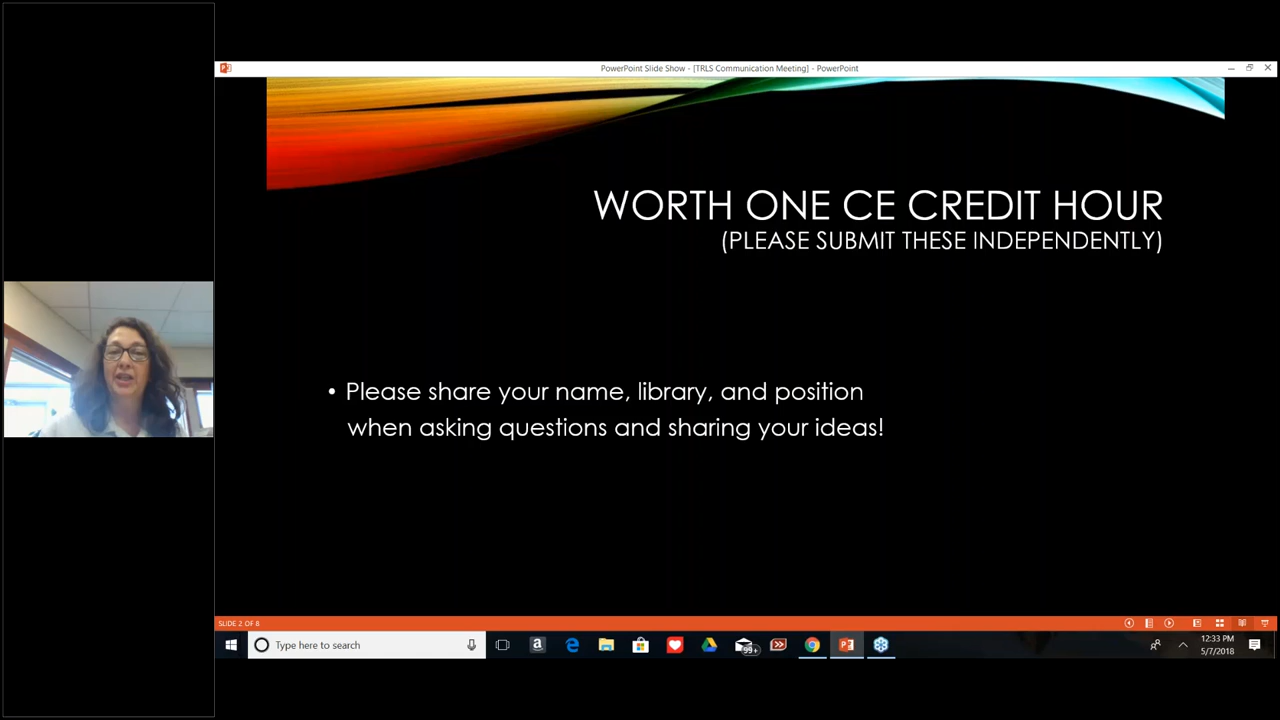 PowerPoint Slide Show - [TRLS Communication Meeting] - PowerPoint
WORTH ONE CE CREDIT HOUR
(PLEASE SUBMIT THESE INDEPENDENTLY)
• Please share your name, library, and position
when asking questions and sharing your ideas!
SLIDE 2 OF 8
Type here to search
99+
12:33 PM
5/7/2018